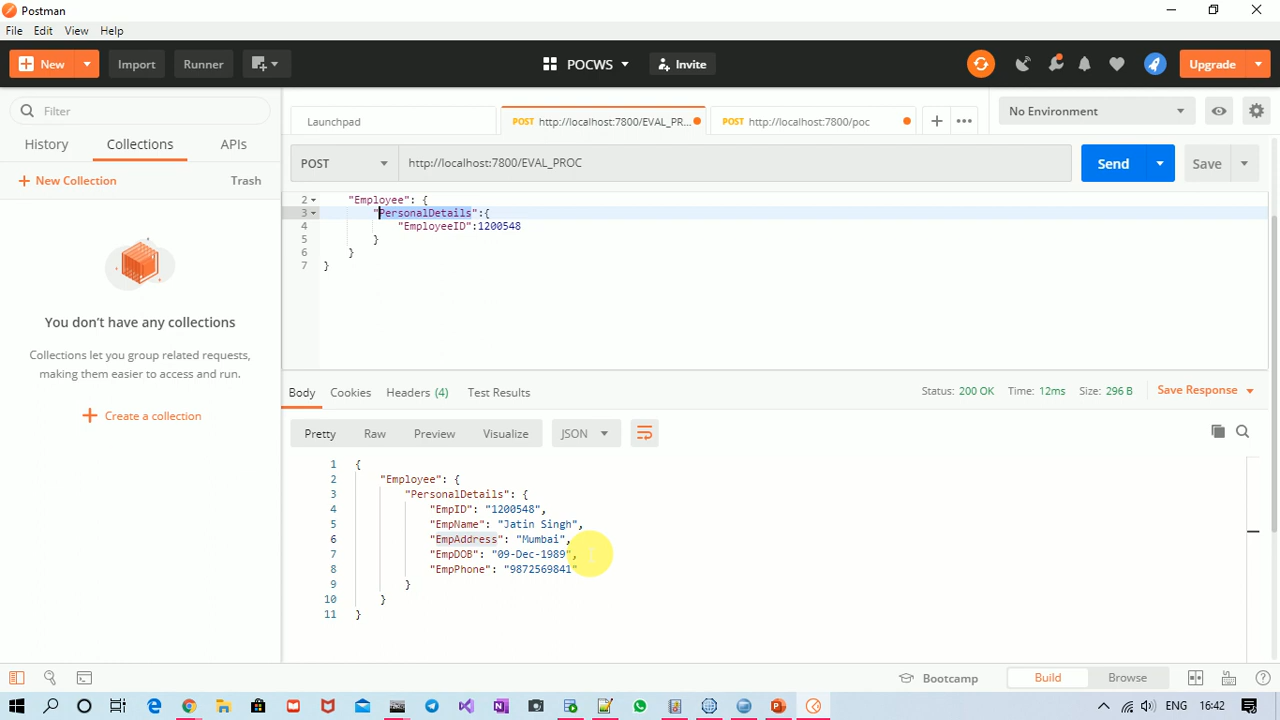 Postman
File Edit View Help
New Import Runner POCWS Invite Upgrade
Filter
History Collections APIs
New Collection Trash
You don't have any collections
Collections let you group related requests,
making them easier to access and run.
Create a collection
Launchpad POST http://localhost:7800/EVAL_PR... POST http://localhost:7800/poc No Environment
POST http://localhost:7800/EVAL_PROC Send Save
2 "Employee": {
3 "PersonalDetails":{
4 "EmployeeID":1200548
5 }
6 }
7 }
Body Cookies Headers (4) Test Results Status: 200 OK Time: 12ms Size: 296 B Save Response
Pretty Raw Preview Visualize JSON
1 {
2 "Employee": {
3 "PersonalDetails": {
4 "EmpID": "1200548",
5 "EmpName": "Jatin Singh",
6 "EmpAddress": "Mumbai",
7 "EmpDOB": "09-Dec-1989",
8 "EmpPhone": "9872569841"
9 }
10 }
11 }
Bootcamp Build Browse
ENG 16:42